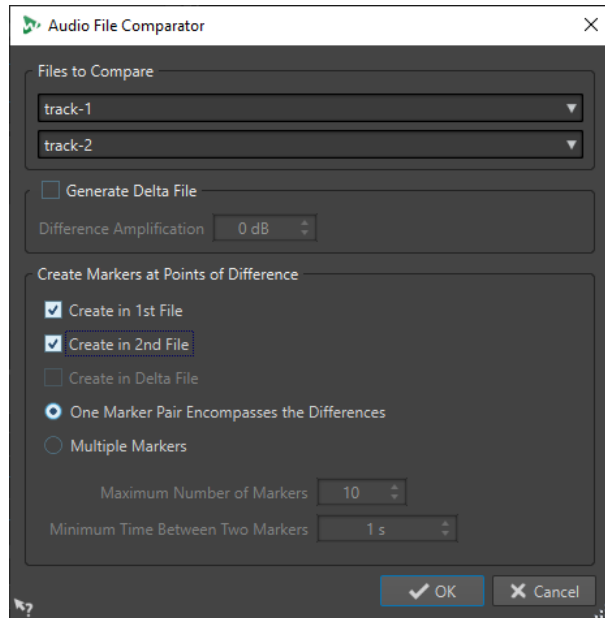 Audio File Comparator
Files to Compare
track-1
track-2
Generate Delta File
Difference Amplification 0 dB
Create Markers at Points of Difference
Create in 1st File
Create in 2nd File
Create in Delta File
One Marker Pair Encompasses the Differences
Multiple Markers
Maximum Number of Markers 10
Minimum Time Between Two Markers 1 s
OK Cancel